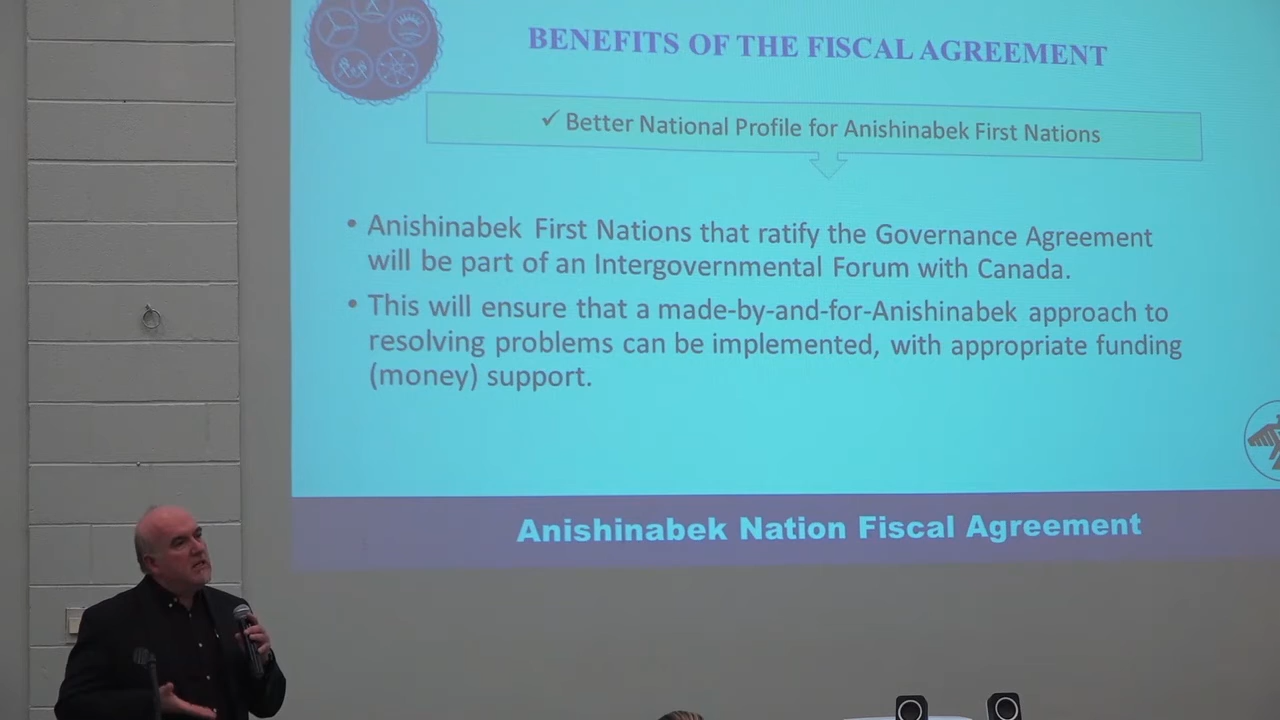 BENEFITS OF THE FISCAL AGREEMENT
✓ Better National Profile for Anishinabek First Nations
• Anishinabek First Nations that ratify the Governance Agreement
will be part of an Intergovernmental Forum with Canada.
• This will ensure that a made-by-and-for-Anishinabek approach to
resolving problems can be implemented, with appropriate funding
(money) support.
Anishinabek Nation Fiscal Agreement